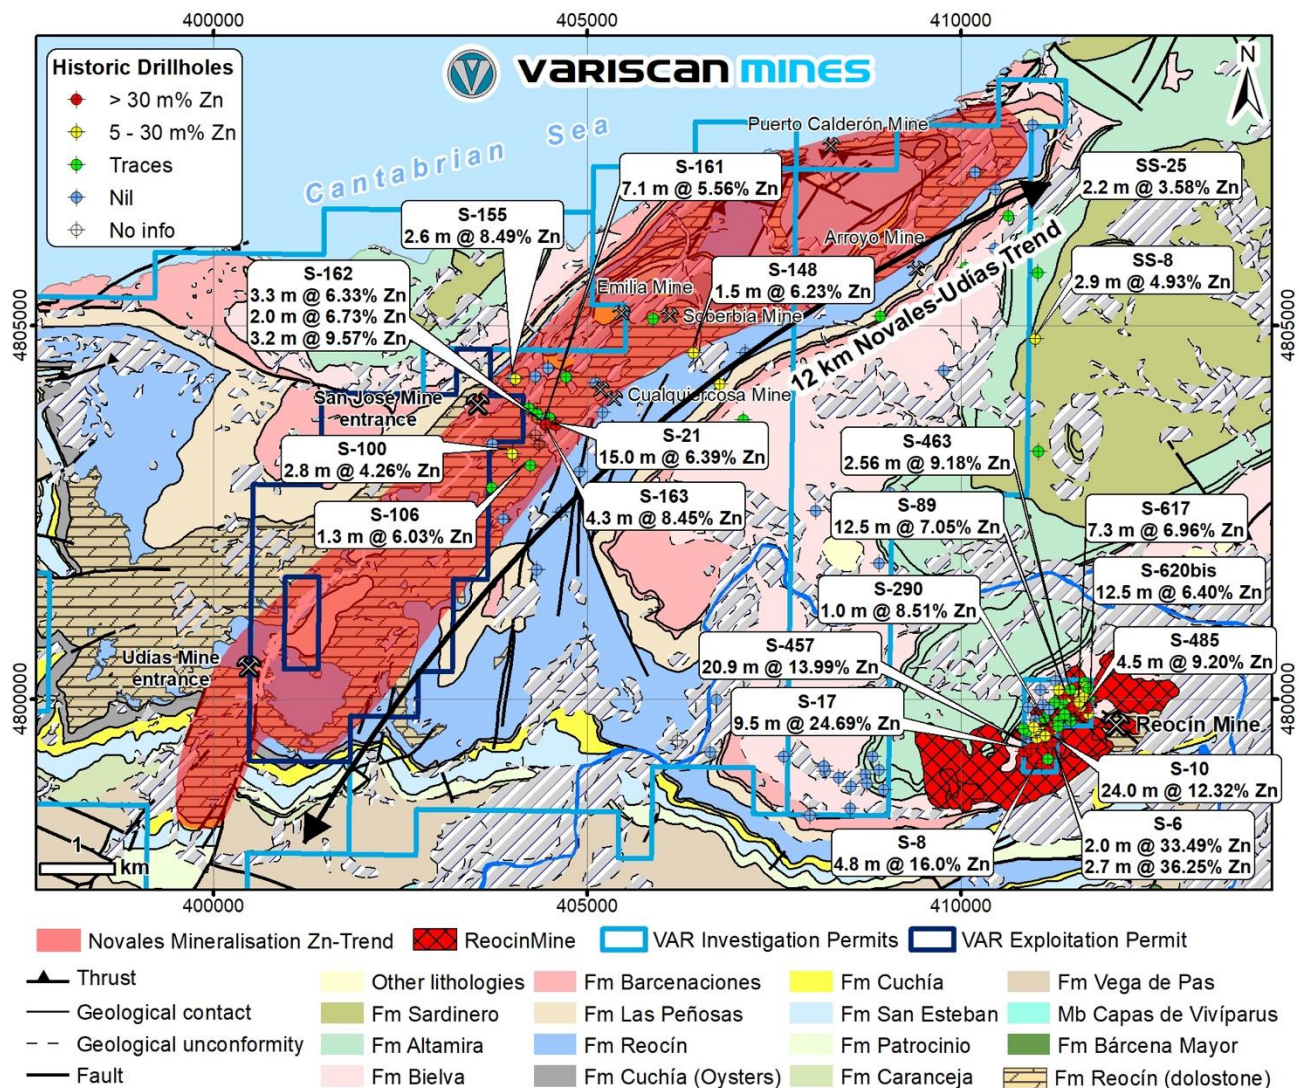 400000
405000
410000
Historic Drillholes
> 30 m% Zn
5 - 30 m% Zn
Traces
Nil
No info
VARISCAN MINES
N
Cantabrian Sea
Puerto Calderón Mine
S-161
7.1 m @ 5.56% Zn
SS-25
2.2 m @ 3.58% Zn
S-155
2.6 m @ 8.49% Zn
Arroyo Mine
S-162
3.3 m @ 6.33% Zn
2.0 m @ 6.73% Zn
3.2 m @ 9.57% Zn
S-148
1.5 m @ 6.23% Zn
SS-8
2.9 m @ 4.93% Zn
Emilia Mine
Soberbia Mine
4805000
4805000
12 km Novales-Udías Trend
San Jose Mine
entrance
Cualquiercosa Mine
S-100
2.8 m @ 4.26% Zn
S-21
15.0 m @ 6.39% Zn
S-463
2.56 m @ 9.18% Zn
S-106
1.3 m @ 6.03% Zn
S-163
4.3 m @ 8.45% Zn
S-89
12.5 m @ 7.05% Zn
S-617
7.3 m @ 6.96% Zn
S-620bis
12.5 m @ 6.40% Zn
S-290
1.0 m @ 8.51% Zn
S-457
20.9 m @ 13.99% Zn
S-485
4.5 m @ 9.20% Zn
Udías Mine
entrance
S-17
9.5 m @ 24.69% Zn
4800000
4800000
Reocín Mine
S-10
24.0 m @ 12.32% Zn
S-8
4.8 m @ 16.0% Zn
S-6
2.0 m @ 33.49% Zn
2.7 m @ 36.25% Zn
1
km
400000
405000
410000
Novales Mineralisation Zn-Trend
ReocinMine
VAR Investigation Permits
VAR Exploitation Permit
Thrust
Geological contact
Geological unconformity
Fault
Other lithologies
Fm Sardinero
Fm Altamira
Fm Bielva
Fm Barcenaciones
Fm Las Peñosas
Fm Reocín
Fm Cuchía (Oysters)
Fm Cuchía
Fm San Esteban
Fm Patrocinio
Fm Caranceja
Fm Vega de Pas
Mb Capas de Vivíparus
Fm Bárcena Mayor
Fm Reocín (dolostone)